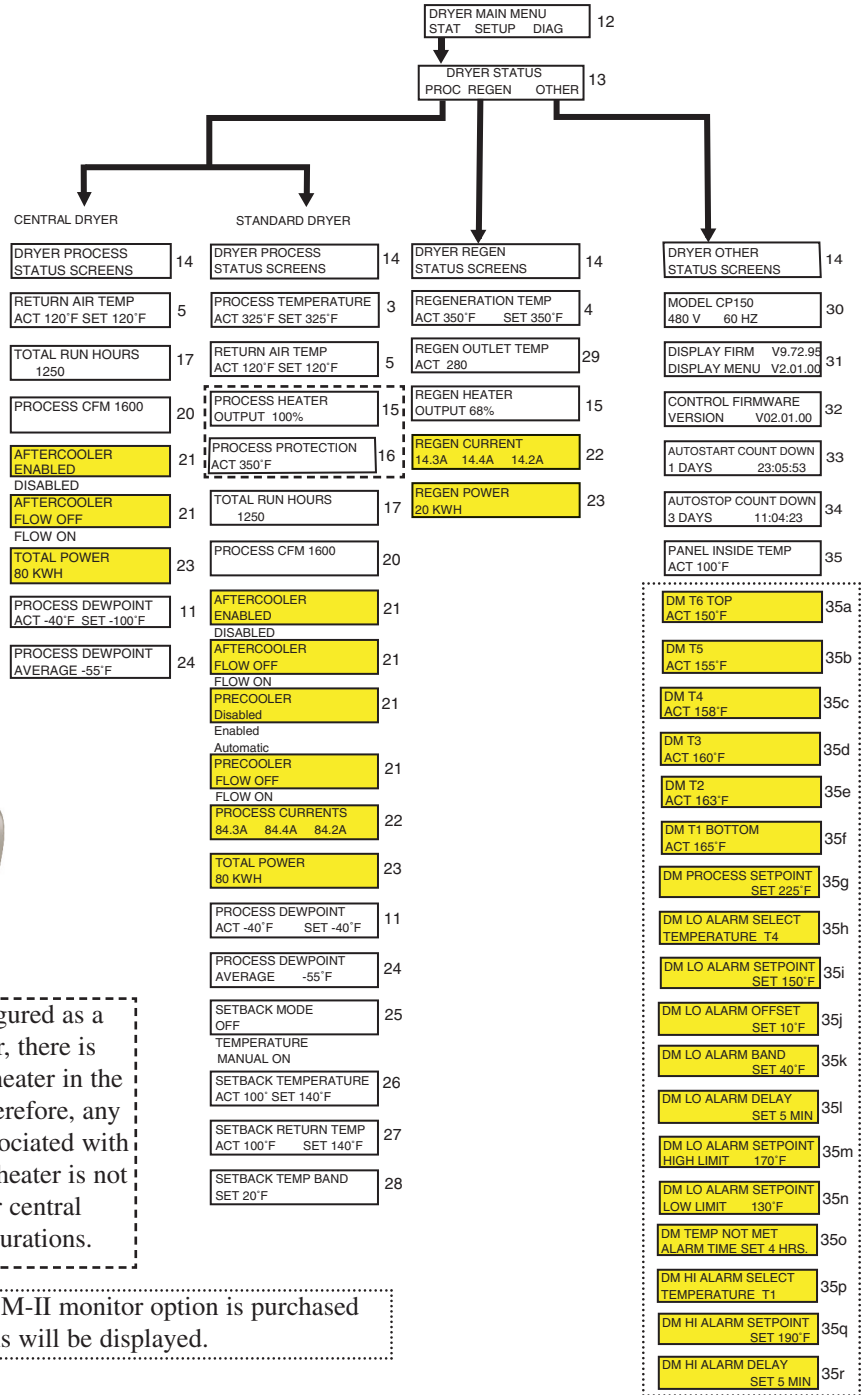 DRYER MAIN MENU
STAT SETUP DIAG
12
DRYER STATUS
PROC REGEN OTHER
13
CENTRAL DRYER
DRYER PROCESS
STATUS SCREENS
14
RETURN AIR TEMP
ACT 120˚F SET 120˚F
5
TOTAL RUN HOURS
1250
17
PROCESS CFM 1600
20
AFTERCOOLER
ENABLED
21
DISABLED
AFTERCOOLER
FLOW OFF
21
FLOW ON
TOTAL POWER
80 KWH
23
PROCESS DEWPOINT
ACT -40˚F SET -100˚F
11
PROCESS DEWPOINT
AVERAGE -55˚F
24
STANDARD DRYER
DRYER PROCESS
STATUS SCREENS
14
PROCESS TEMPERATURE
ACT 325˚F SET 325˚F
3
RETURN AIR TEMP
ACT 120˚F SET 120˚F
5
PROCESS HEATER
OUTPUT 100%
15
PROCESS PROTECTION
ACT 350˚F
16
TOTAL RUN HOURS
1250
17
PROCESS CFM 1600
20
AFTERCOOLER
ENABLED
21
DISABLED
AFTERCOOLER
FLOW OFF
21
FLOW ON
PRECOOLER
Disabled
21
Enabled
Automatic
PRECOOLER
FLOW OFF
21
FLOW ON
PROCESS CURRENTS
84.3A 84.4A 84.2A
22
TOTAL POWER
80 KWH
23
PROCESS DEWPOINT
ACT -40˚F SET -40˚F
11
PROCESS DEWPOINT
AVERAGE -55˚F
24
SETBACK MODE
OFF
25
TEMPERATURE
MANUAL ON
SETBACK TEMPERATURE
ACT 100˚ SET 140˚F
26
SETBACK RETURN TEMP
ACT 100˚F SET 140˚F
27
SETBACK TEMP BAND
SET 20˚F
28
DRYER REGEN
STATUS SCREENS
14
REGENERATION TEMP
ACT 350˚F SET 350˚F
4
REGEN OUTLET TEMP
ACT 280
29
REGEN HEATER
OUTPUT 68%
15
REGEN CURRENT
14.3A 14.4A 14.2A
22
REGEN POWER
20 KWH
23
DRYER OTHER
STATUS SCREENS
14
MODEL CP150
480 V 60 HZ
30
DISPLAY FIRM V9.72.95
DISPLAY MENU V2.01.00
31
CONTROL FIRMWARE
VERSION V02.01.00
32
AUTOSTART COUNT DOWN
1 DAYS 23:05:53
33
AUTOSTOP COUNT DOWN
3 DAYS 11:04:23
34
PANEL INSIDE TEMP
ACT 100˚F
35
DM T6 TOP
ACT 150˚F
35a
DM T5
ACT 155˚F
35b
DM T4
ACT 158˚F
35c
DM T3
ACT 160˚F
35d
DM T2
ACT 163˚F
35e
DM T1 BOTTOM
ACT 165˚F
35f
DM PROCESS SETPOINT
SET 225˚F
35g
DM LO ALARM SELECT
TEMPERATURE T4
35h
DM LO ALARM SETPOINT
SET 150˚F
35i
DM LO ALARM OFFSET
SET 10˚F
35j
DM LO ALARM BAND
SET 40˚F
35k
DM LO ALARM DELAY
SET 5 MIN
35l
DM LO ALARM SETPOINT
HIGH LIMIT 170˚F
35m
DM LO ALARM SETPOINT
LOW LIMIT 130˚F
35n
DM TEMP NOT MET
ALARM TIME SET 4 HRS.
35o
DM HI ALARM SELECT
TEMPERATURE T1
35p
DM HI ALARM SETPOINT
SET 190˚F
35q
DM HI ALARM DELAY
SET 5 MIN
35r
gured as a
r, there is
heater in the
erefore, any
ociated with
heater is not
r central
urations.
M-II monitor option is purchased
s will be displayed.